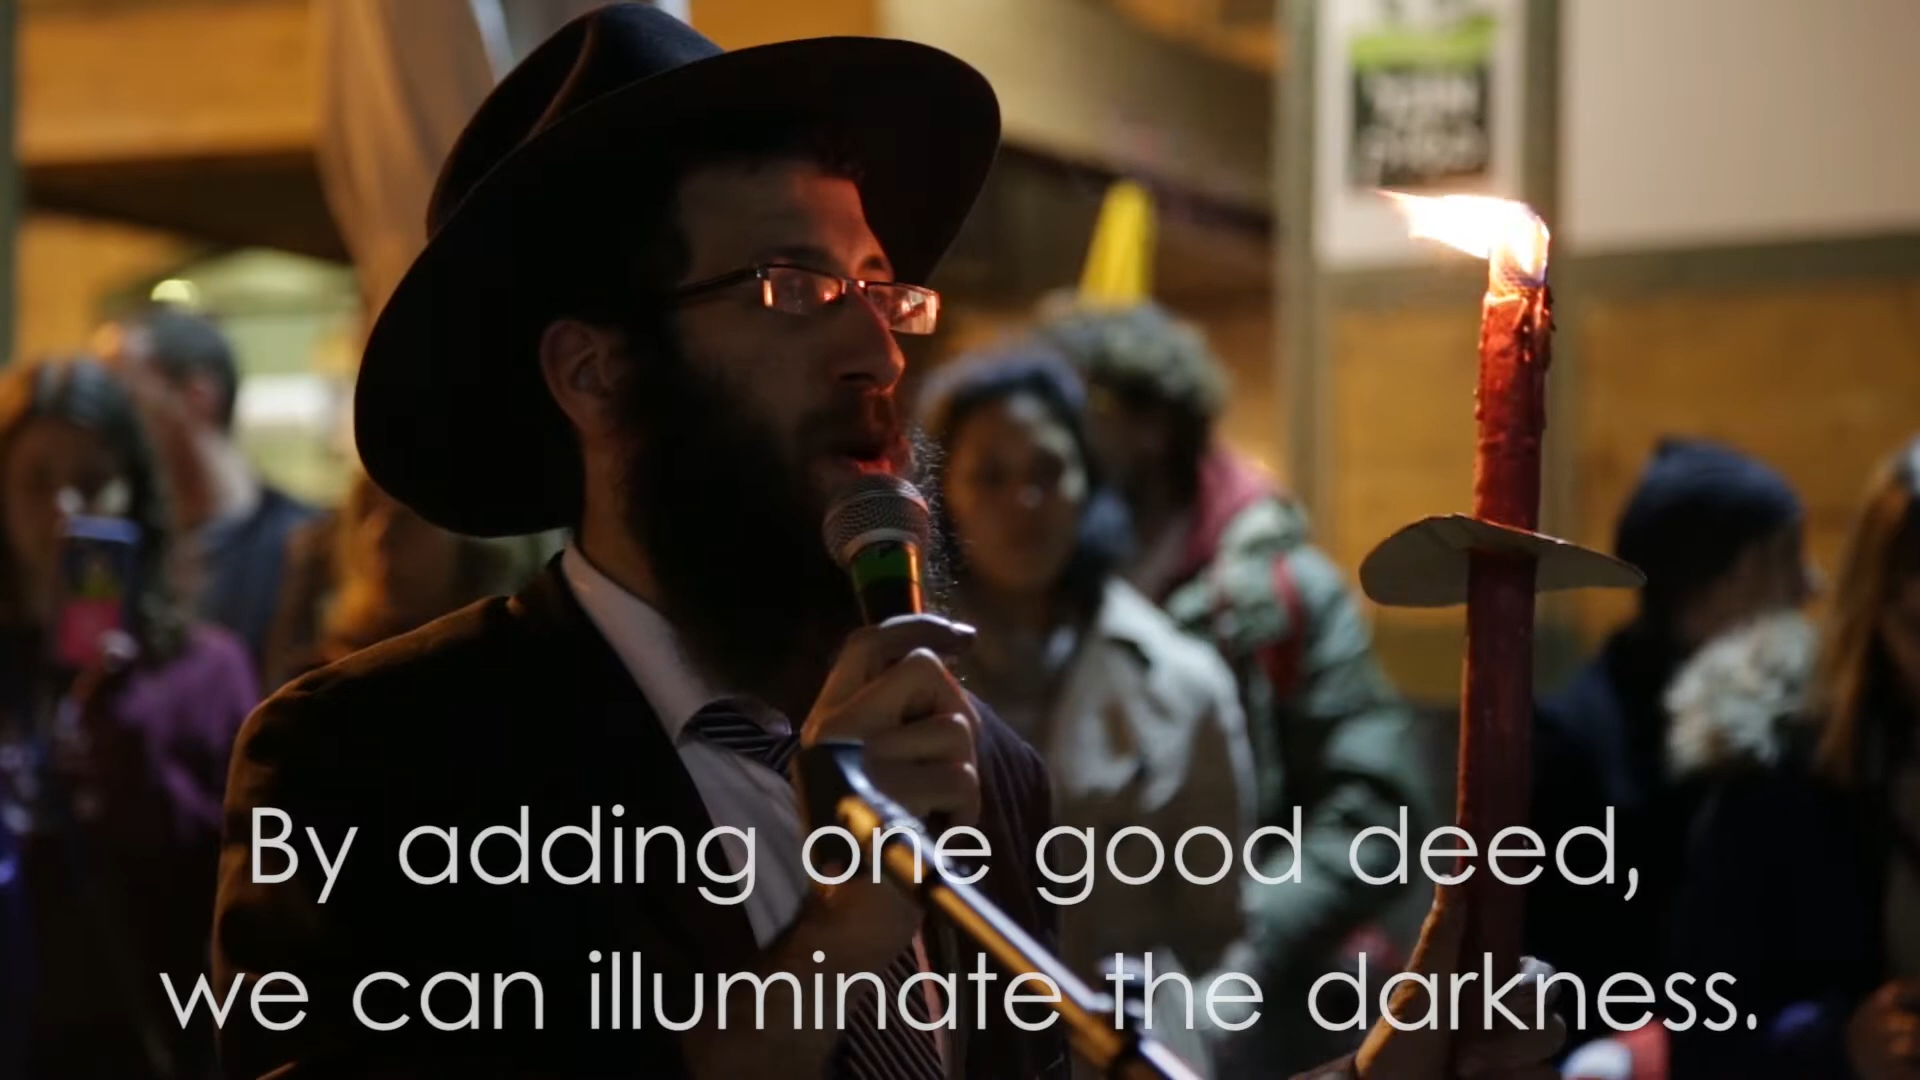 By adding one good deed,
we can illuminate the darkness.